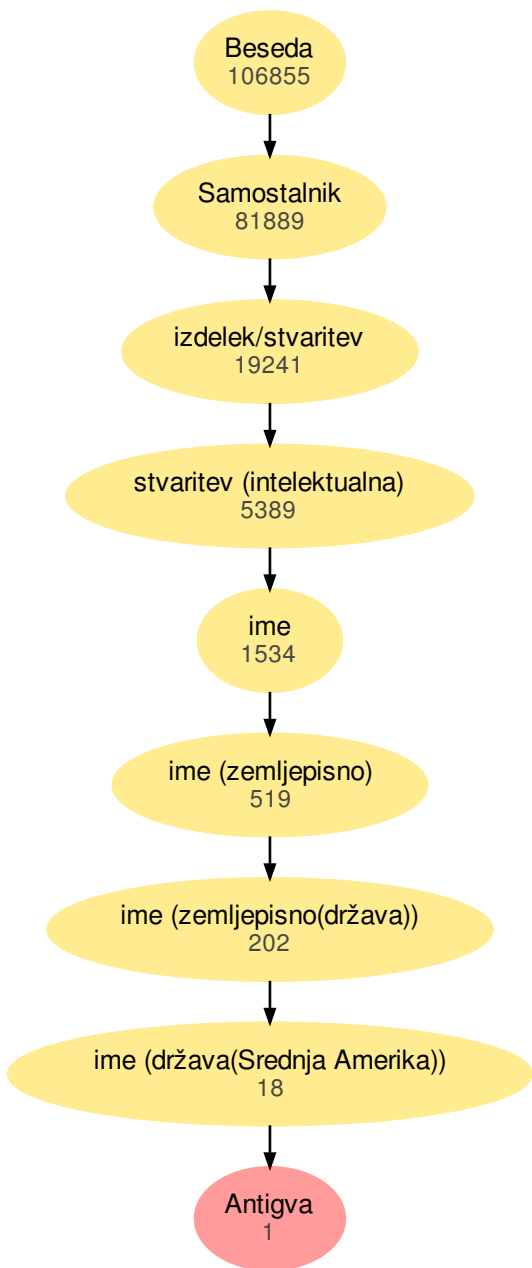 Beseda
106855
Samostalnik
81889
izdelek/stvaritev
19241
stvaritev (intelektualna)
5389
ime
1534
ime (zemljepisno)
519
ime (zemljepisno(država))
202
ime (država(Srednja Amerika))
18
Antigva
1